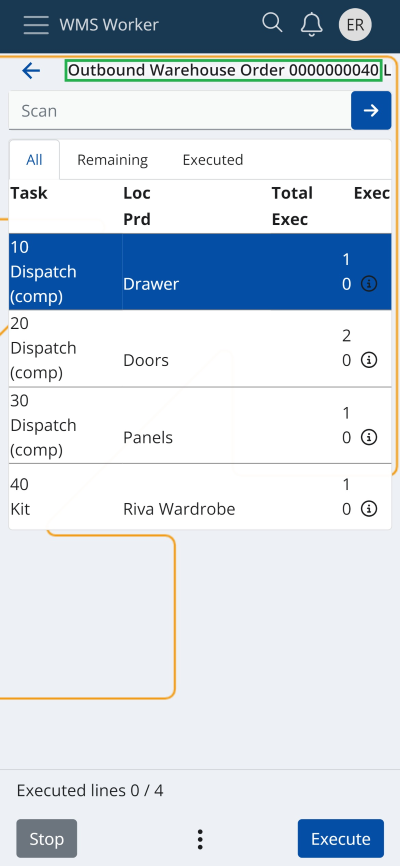 WMS Worker
ER
Outbound Warehouse Order 0000000040 L
Scan
All Remaining Executed
Task Loc Total Exec
Prd Exec
10
Dispatch 1
(comp) Drawer 0
20
Dispatch 2
(comp) Doors 0
30
Dispatch 1
(comp) Panels 0
40 1
Kit Riva Wardrobe 0
Executed lines 0 / 4
Stop Execute